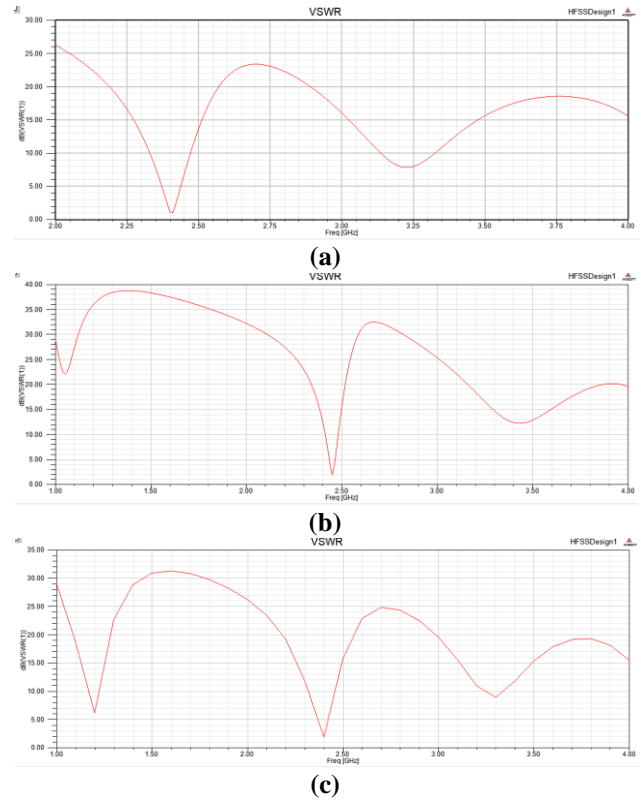 VSWR
HFSSDesign1
30.00
25.00
20.00
15.00
10.00
5.00
0.00
dB(VSWR(1))
2.00 2.25 2.50 2.75 3.00 3.25 3.50 3.75 4.00
Freq [GHz]
(a)
VSWR
HFSSDesign1
40.00
35.00
30.00
25.00
20.00
15.00
10.00
5.00
0.00
dB(VSWR(1))
1.00 1.50 2.00 2.50 3.00 3.50 4.00
Freq [GHz]
(b)
VSWR
HFSSDesign1
35.00
30.00
25.00
20.00
15.00
10.00
5.00
0.00
dB(VSWR(1))
1.00 1.50 2.00 2.50 3.00 3.50 4.00
Freq [GHz]
(c)